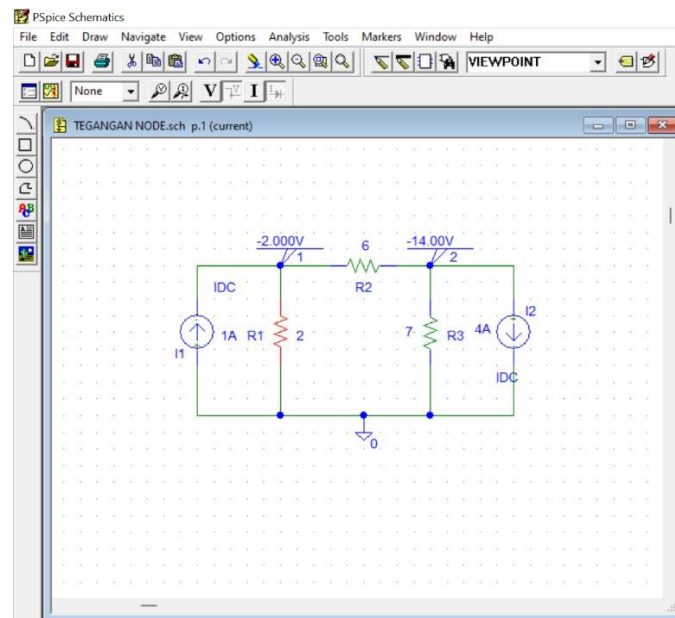 PSpice Schematics
File Edit Draw Navigate View Options Analysis Tools Markers Window Help
VIEWPOINT
None V I
TEGANGAN NODE.sch p.1 (current)
-2.000V 6 -14.00V
1 2
IDC R2
I2
1A R1 2 7 R3 4A
I1
IDC
0